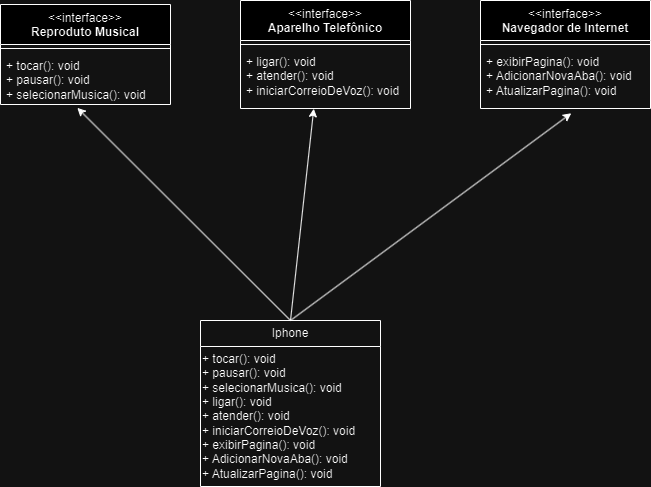 <<interface>>
Reproduto Musical
+ tocar(): void
+ pausar(): void
+ selecionarMusica(): void
<<interface>>
Aparelho Telefônico
+ ligar(): void
+ atender(): void
+ iniciarCorreioDeVoz(): void
<<interface>>
Navegador de Internet
+ exibirPagina(): void
+ AdicionarNovaAba(): void
+ AtualizarPagina(): void
Iphone
+ tocar(): void
+ pausar(): void
+ selecionarMusica(): void
+ ligar(): void
+ atender(): void
+ iniciarCorreioDeVoz(): void
+ exibirPagina(): void
+ AdicionarNovaAba(): void
+ AtualizarPagina(): void